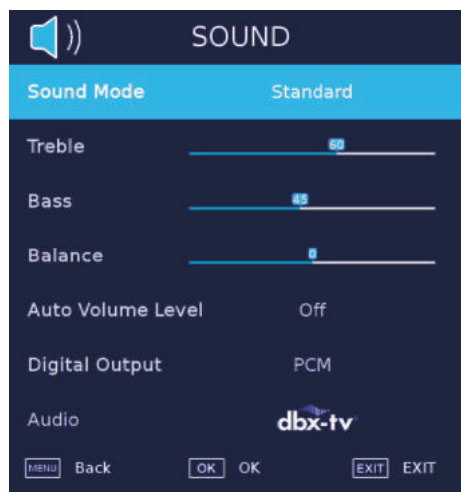 SOUND
Sound Mode Standard
Treble 60
Bass 45
Balance 0
Auto Volume Level Off
Digital Output PCM
Audio dbx-tv
MENU Back OK OK EXIT EXIT